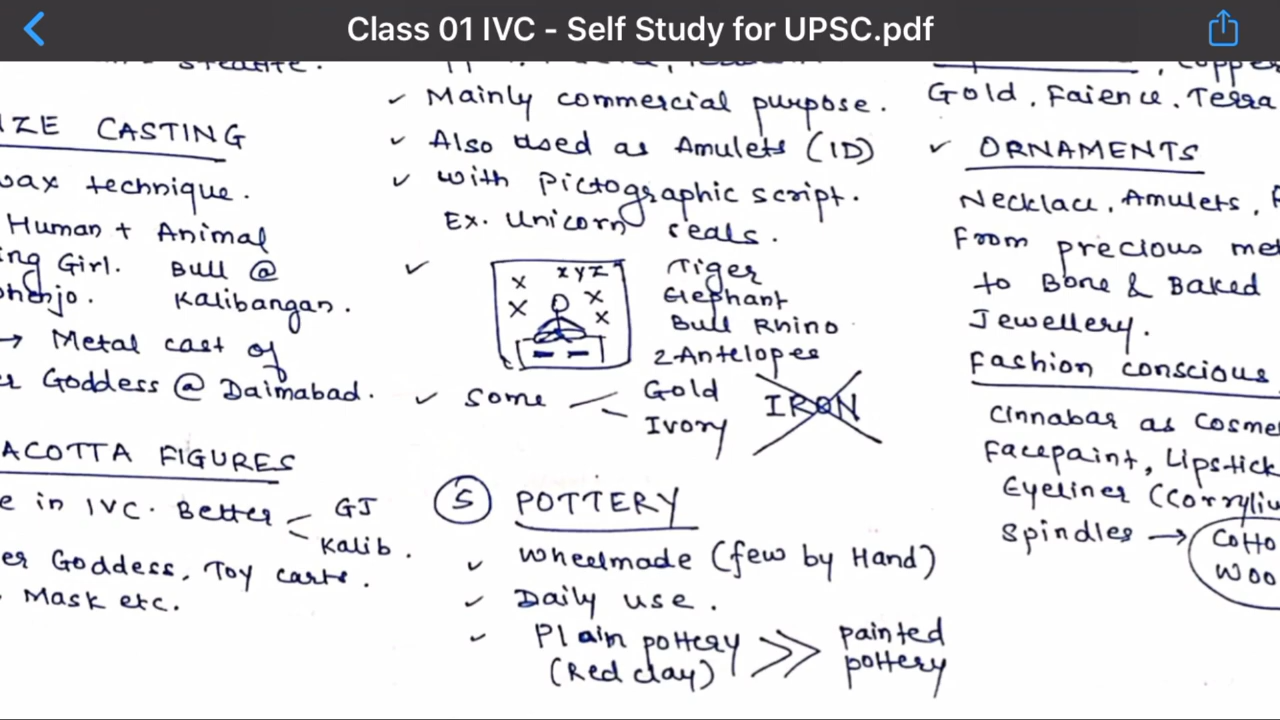 Class 01 IVC - Self Study for UPSC.pdf
steatite.
IZE CASTING
wax technique.
Human + Animal
ing Girl. Bull @
ohenjo. Kalibangan.
→ Metal cast of
er Goddess @ Daimabad.
ACOTTA FIGURES
e in IVC. Better GJ
Kalib.
er Goddess, Toy carts.
Mask etc.
✓ Mainly commercial purpose.
✓ Also used as Amulets (ID)
✓ with Pictographic script.
Ex. Unicorn seals.
✓ x xyz Tiger
x x Elephant
x Bull Rhino
2 Antelopes
✓ Some Gold IRON
Ivory
5 POTTERY
✓ Wheelmade (few by Hand)
✓ Daily use.
✓ Plain pottery >> painted
(Red clay) pottery
Copper
Gold, Faience, Terra
✓ ORNAMENTS
Necklace, Amulets,
From precious met
to Bone & Baked
Jewellery.
Fashion conscious
Cinnabar as Cosme
Facepaint, Lipstick
Eyeliner (Corryliu
Spindles → Cotto
Woo